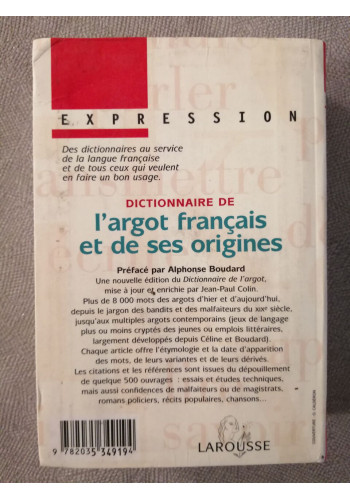 EXPRESSION
Des dictionnaires au service
de la langue française
et de tous ceux qui veulent
en faire un bon usage.
DICTIONNAIRE DE
l'argot français
et de ses origines
Préfacé par Alphonse Boudard
Une nouvelle édition du Dictionnaire de l'argot,
mise à jour et enrichie par Jean-Paul Colin.
Plus de 8 000 mots des argots d'hier et d'aujourd'hui,
depuis le jargon des bandits et des malfaiteurs du XIXe siècle,
jusqu'aux multiples argots contemporains (jeux de langage
plus ou moins cryptés des jeunes ou emplois littéraires,
largement développés depuis Céline et Boudard).
Chaque article offre l'étymologie et la date d'apparition des
mots, de leurs variantes et de leurs dérivés.
Les citations et les références sont issues du dépouillement
de quelque 500 ouvrages : essais et études techniques,
mais aussi confidences de malfaiteurs ou de magistrats,
romans policiers, récits populaires, chansons...
9 782035 349194
LAROUSSE